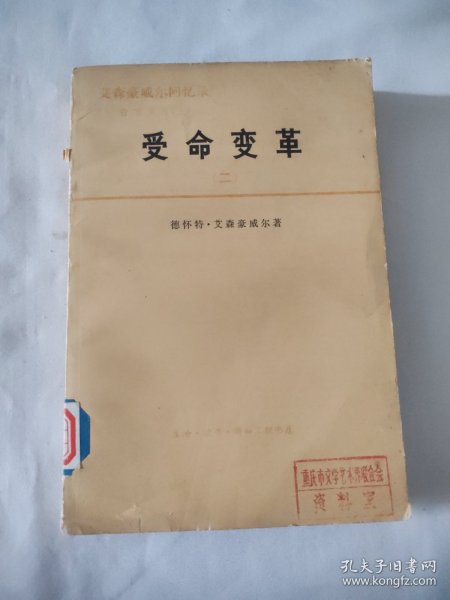 艾森豪威尔回忆录
受命变革
(二)
德怀特·艾森豪威尔著
生活·读书·新知三联书店
重庆市文学艺术界联合会
资料室
孔夫子旧书网
www.kongfz.com